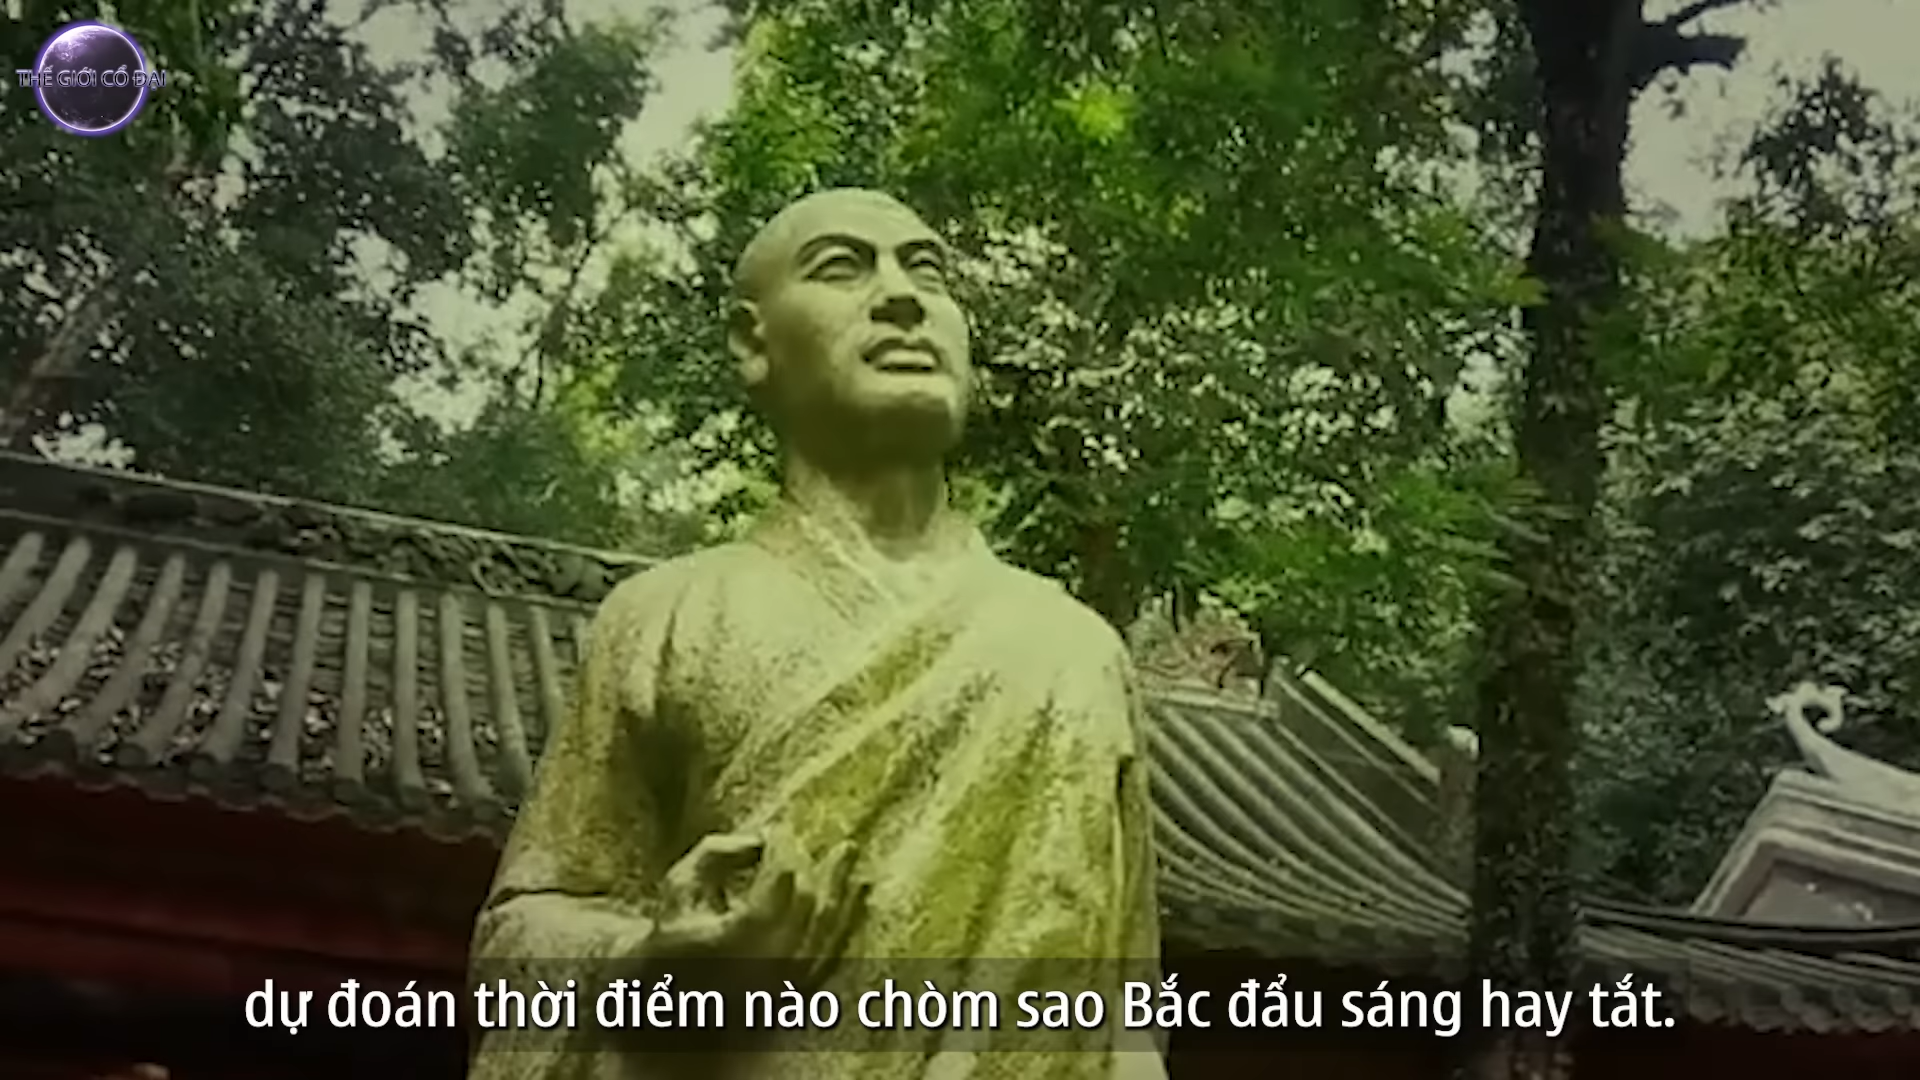 THẾ GIỚI CỔ ĐẠI
dự đoán thời điểm nào chòm sao Bắc đẩu sáng hay tắt.